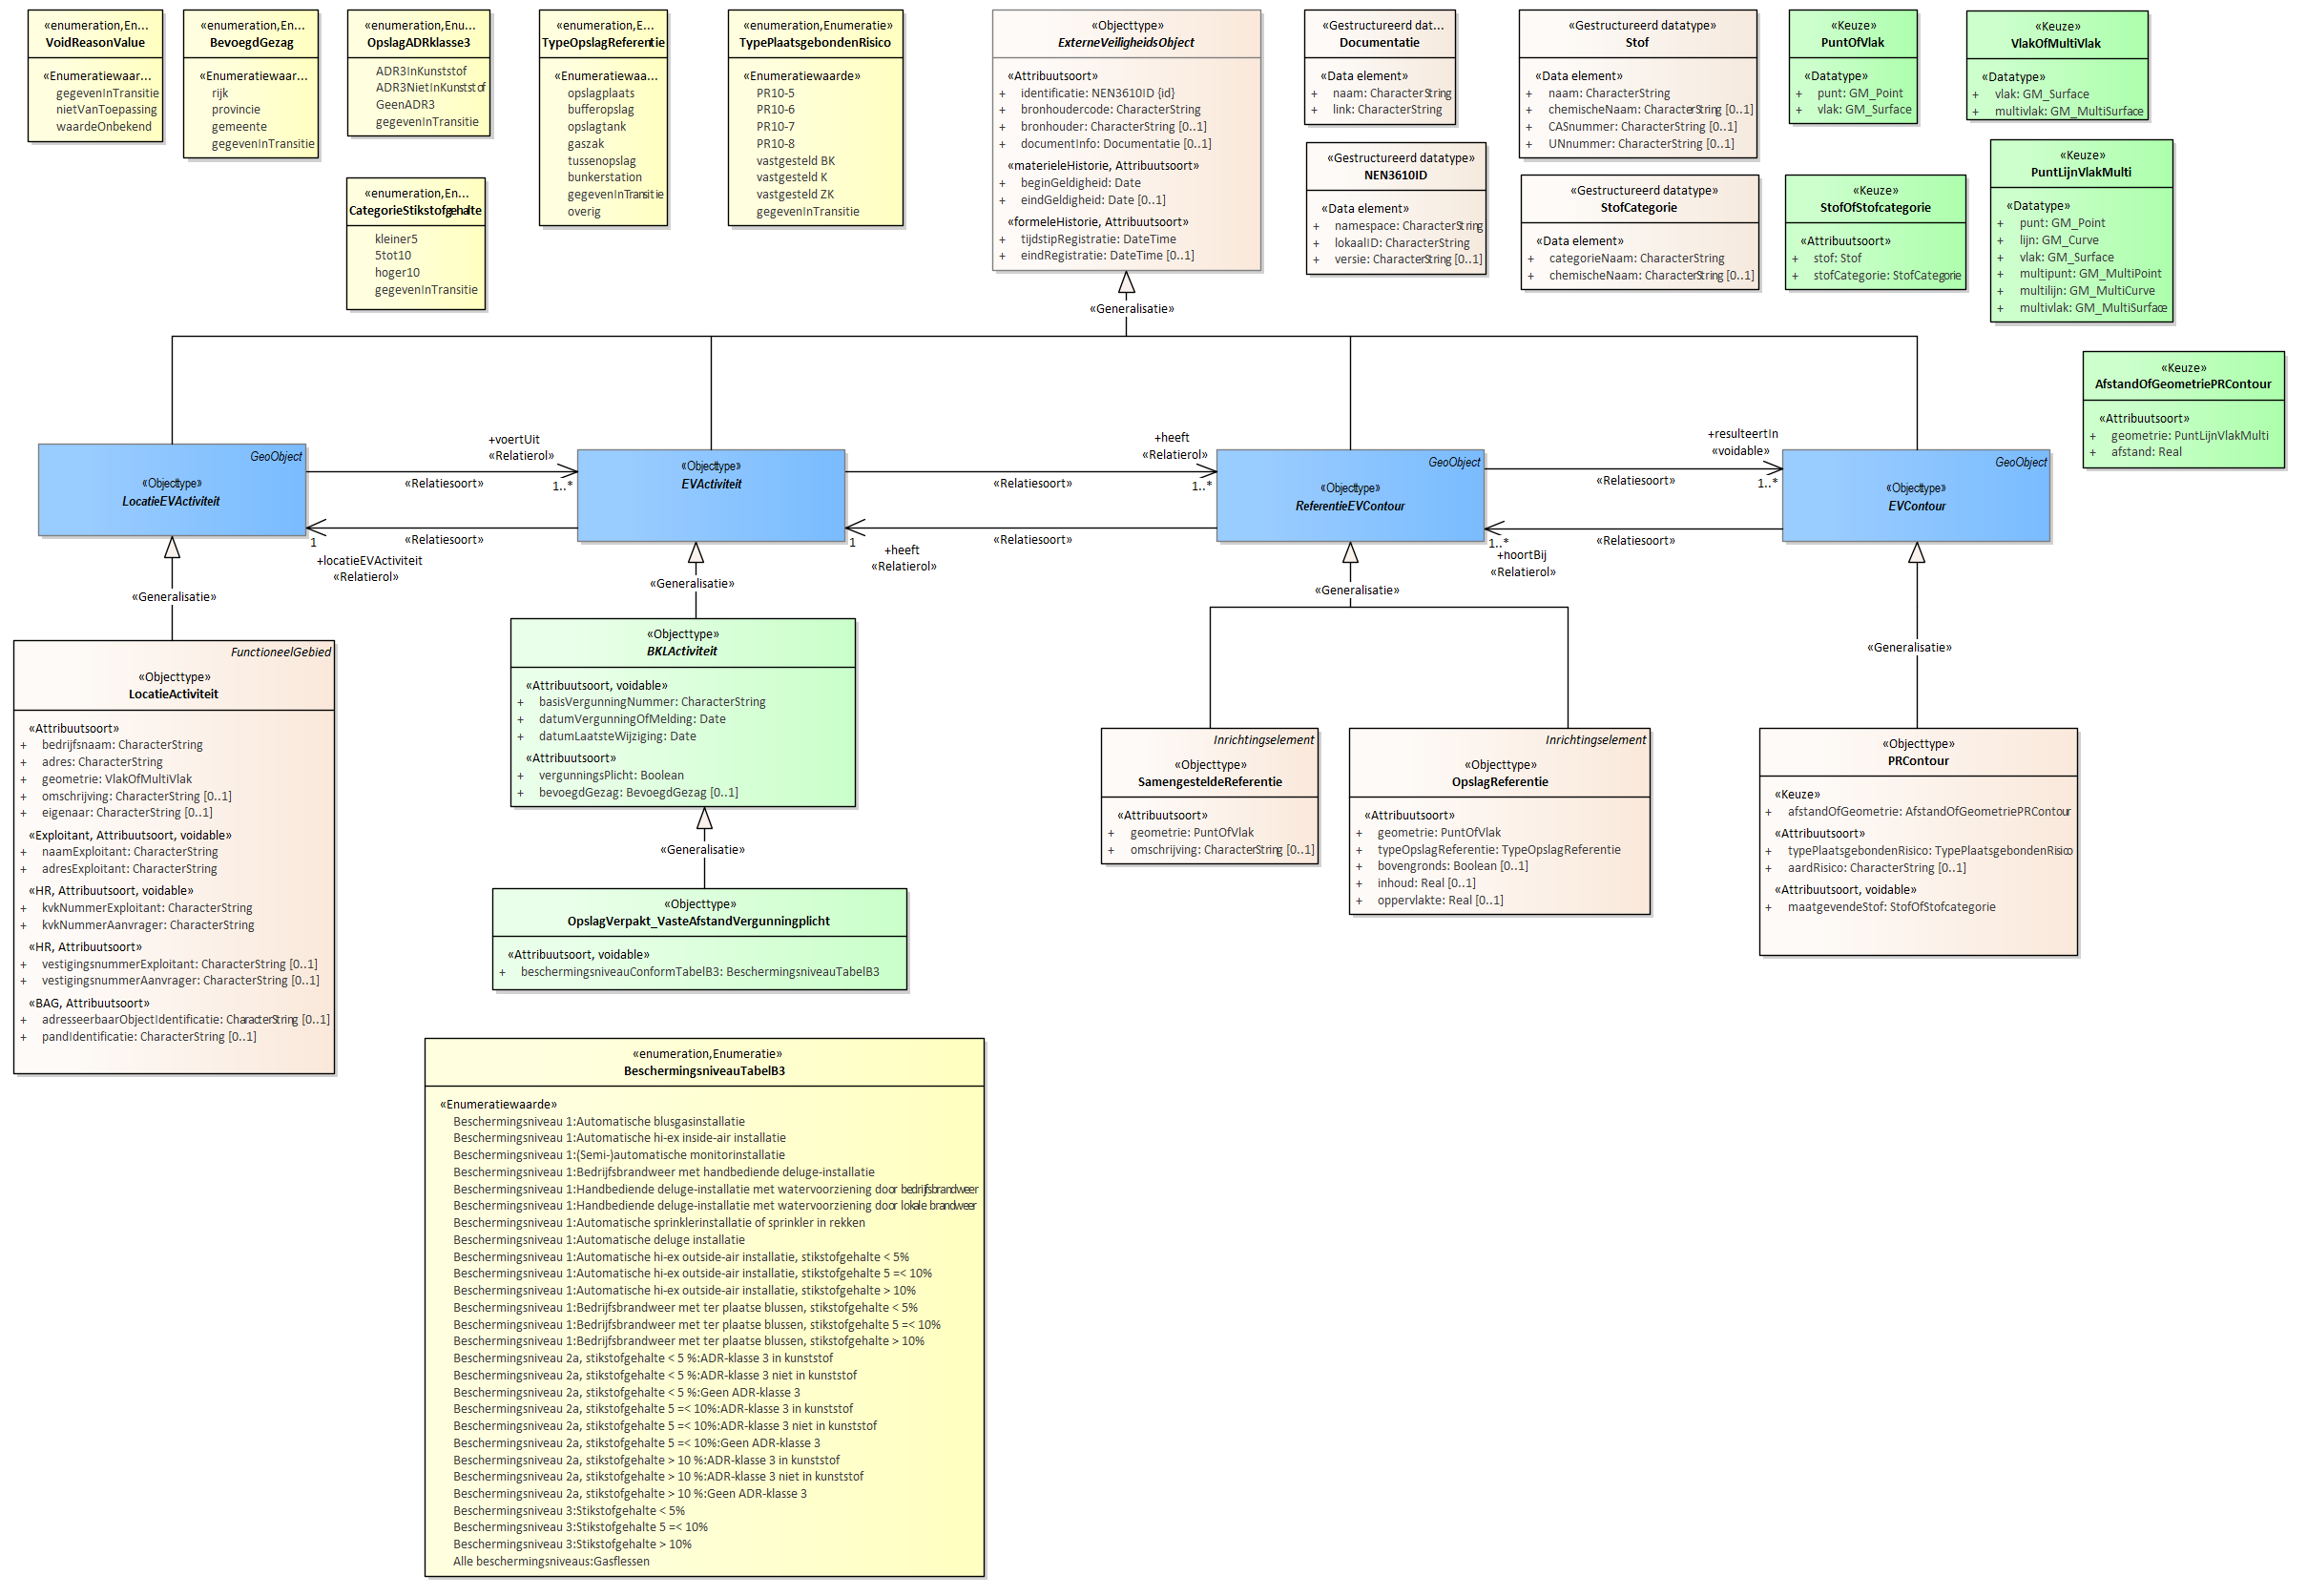 «enumeration,En...
VoidReasonValue
«Enumeratiewaar...
gegevenInTransitie
nietVanToepassing
waardeOnbekend
«enumeration,En...
BevoegdGezag
«Enumeratiewaar...
rijk
provincie
gemeente
gegevenInTransitie
«enumeration,Enu...
OpslagADRklasse3
ADR3InKunststof
ADR3NietInKunststof
GeenADR3
gegevenInTransitie
«enumeration,En...
CategorieStikstofgehalte
kleiner5
5tot10
hoger10
gegevenInTransitie
«enumeration,E...
TypeOpslagReferentie
«Enumeratiewaa...
opslagplaats
bufferopslag
opslagtank
gaszak
tussenopslag
bunkerstation
gegevenInTransitie
overig
«enumeration,Enumeratie»
TypePlaatsgebondenRisico
«Enumeratiewaarde»
PR10-5
PR10-6
PR10-7
PR10-8
vastgesteld BK
vastgesteld K
vastgesteld ZK
gegevenInTransitie
«Objecttype»
ExterneVeiligheidsObject
«Attribuutsoort»
+ identificatie: NEN3610ID {id}
+ bronhoudercode: CharacterString
+ bronhouder: CharacterString [0..1]
+ documentInfo: Documentatie [0..1]
«materieleHistorie, Attribuutsoort»
+ beginGeldigheid: Date
+ eindGeldigheid: Date [0..1]
«formeleHistorie, Attribuutsoort»
+ tijdstipRegistratie: DateTime
+ eindRegistratie: DateTime [0..1]
«Gestructureerd dat...
Documentatie
«Data element»
+ naam: CharacterString
+ link: CharacterString
«Gestructureerd datatype»
NEN3610ID
«Data element»
+ namespace: CharacterString
+ lokaalID: CharacterString
+ versie: CharacterString [0..1]
«Gestructureerd datatype»
Stof
«Data element»
+ naam: CharacterString
+ chemischeNaam: CharacterString [0..1]
+ CASnummer: CharacterString [0..1]
+ UNnummer: CharacterString [0..1]
«Gestructureerd datatype»
StofCategorie
«Data element»
+ categorieNaam: CharacterString
+ chemischeNaam: CharacterString [0..1]
«Keuze»
PuntOfVlak
«Datatype»
+ punt: GM_Point
+ vlak: GM_Surface
«Keuze»
StofOfStofcategorie
«Attribuutsoort»
+ stof: Stof
+ stofCategorie: StofCategorie
«Keuze»
VlakOfMultiVlak
«Datatype»
+ vlak: GM_Surface
+ multivlak: GM_MultiSurface
«Keuze»
PuntLijnVlakMulti
«Datatype»
+ punt: GM_Point
+ lijn: GM_Curve
+ vlak: GM_Surface
+ multipunt: GM_MultiPoint
+ multilijn: GM_MultiCurve
+ multivlak: GM_MultiSurface
«Keuze»
AfstandOfGeometriePRContour
«Attribuutsoort»
+ geometrie: PuntLijnVlakMulti
+ afstand: Real
«Generalisatie»
GeoObject
«Objecttype»
LocatieEVActiviteit
+voertUit
«Relatierol»
1..*
«Relatiesoort»
«Relatiesoort»
1
+locatieEVActiviteit
«Relatierol»
«Objecttype»
EVActiviteit
+heeft
«Relatierol»
1..*
«Relatiesoort»
«Relatiesoort»
1
+heeft
«Relatierol»
GeoObject
«Objecttype»
ReferentieEVContour
+resulteertIn
«voidable»
1..*
«Relatiesoort»
«Relatiesoort»
1..*
+hoortBij
«Relatierol»
GeoObject
«Objecttype»
EVContour
«Generalisatie»
«Generalisatie»
«Generalisatie»
«Generalisatie»
FunctioneelGebied
«Objecttype»
LocatieActiviteit
«Attribuutsoort»
+ bedrijfsnaam: CharacterString
+ adres: CharacterString
+ geometrie: VlakOfMultiVlak
+ omschrijving: CharacterString [0..1]
+ eigenaar: CharacterString [0..1]
«Exploitant, Attribuutsoort, voidable»
+ naamExploitant: CharacterString
+ adresExploitant: CharacterString
«HR, Attribuutsoort, voidable»
+ kvkNummerExploitant: CharacterString
+ kvkNummerAanvrager: CharacterString
«HR, Attribuutsoort»
+ vestigingsnummerExploitant: CharacterString [0..1]
+ vestigingsnummerAanvrager: CharacterString [0..1]
«BAG, Attribuutsoort»
+ adresseerbaarObjectIdentificatie: CharacterString [0..1]
+ pandIdentificatie: CharacterString [0..1]
«Objecttype»
BKLActiviteit
«Attribuutsoort, voidable»
+ basisVergunningNummer: CharacterString
+ datumVergunningOfMelding: Date
+ datumLaatsteWijziging: Date
«Attribuutsoort»
+ vergunningsPlicht: Boolean
+ bevoegdGezag: BevoegdGezag [0..1]
«Generalisatie»
«Objecttype»
OpslagVerpakt_VasteAfstandVergunningplicht
«Attribuutsoort, voidable»
+ beschermingsniveauConformTabelB3: BeschermingsniveauTabelB3
Inrichtingselement
«Objecttype»
SamengesteldeReferentie
«Attribuutsoort»
+ geometrie: PuntOfVlak
+ omschrijving: CharacterString [0..1]
Inrichtingselement
«Objecttype»
OpslagReferentie
«Attribuutsoort»
+ geometrie: PuntOfVlak
+ typeOpslagReferentie: TypeOpslagReferentie
+ bovengronds: Boolean [0..1]
+ inhoud: Real [0..1]
+ oppervlakte: Real [0..1]
«Objecttype»
PRContour
«Keuze»
+ afstandOfGeometrie: AfstandOfGeometriePRContour
«Attribuutsoort»
+ typePlaatsgebondenRisico: TypePlaatsgebondenRisico
+ aardRisico: CharacterString [0..1]
«Attribuutsoort, voidable»
+ maatgevendeStof: StofOfStofcategorie
«enumeration,Enumeratie»
BeschermingsniveauTabelB3
«Enumeratiewaarde»
Beschermingsniveau 1:Automatische blusgasinstallatie
Beschermingsniveau 1:Automatische hi-ex inside-air installatie
Beschermingsniveau 1:(Semi-)automatische monitorinstallatie
Beschermingsniveau 1:Bedrijfsbrandweer met handbediende deluge-installatie
Beschermingsniveau 1:Handbediende deluge-installatie met watervoorziening door bedrijfsbrandweer
Beschermingsniveau 1:Handbediende deluge-installatie met watervoorziening door lokale brandweer
Beschermingsniveau 1:Automatische sprinklerinstallatie of sprinkler in rekken
Beschermingsniveau 1:Automatische deluge installatie
Beschermingsniveau 1:Automatische hi-ex outside-air installatie, stikstofgehalte < 5%
Beschermingsniveau 1:Automatische hi-ex outside-air installatie, stikstofgehalte 5 =< 10%
Beschermingsniveau 1:Automatische hi-ex outside-air installatie, stikstofgehalte > 10%
Beschermingsniveau 1:Bedrijfsbrandweer met ter plaatse blussen, stikstofgehalte < 5%
Beschermingsniveau 1:Bedrijfsbrandweer met ter plaatse blussen, stikstofgehalte 5 =< 10%
Beschermingsniveau 1:Bedrijfsbrandweer met ter plaatse blussen, stikstofgehalte > 10%
Beschermingsniveau 2a, stikstofgehalte < 5 %:ADR-klasse 3 in kunststof
Beschermingsniveau 2a, stikstofgehalte < 5 %:ADR-klasse 3 niet in kunststof
Beschermingsniveau 2a, stikstofgehalte < 5 %:Geen ADR-klasse 3
Beschermingsniveau 2a, stikstofgehalte 5 =< 10%:ADR-klasse 3 in kunststof
Beschermingsniveau 2a, stikstofgehalte 5 =< 10%:ADR-klasse 3 niet in kunststof
Beschermingsniveau 2a, stikstofgehalte 5 =< 10%:Geen ADR-klasse 3
Beschermingsniveau 2a, stikstofgehalte > 10 %:ADR-klasse 3 in kunststof
Beschermingsniveau 2a, stikstofgehalte > 10 %:ADR-klasse 3 niet in kunststof
Beschermingsniveau 2a, stikstofgehalte > 10 %:Geen ADR-klasse 3
Beschermingsniveau 3:Stikstofgehalte < 5%
Beschermingsniveau 3:Stikstofgehalte 5 =< 10%
Beschermingsniveau 3:Stikstofgehalte > 10%
Alle beschermingsniveaus:Gasflessen